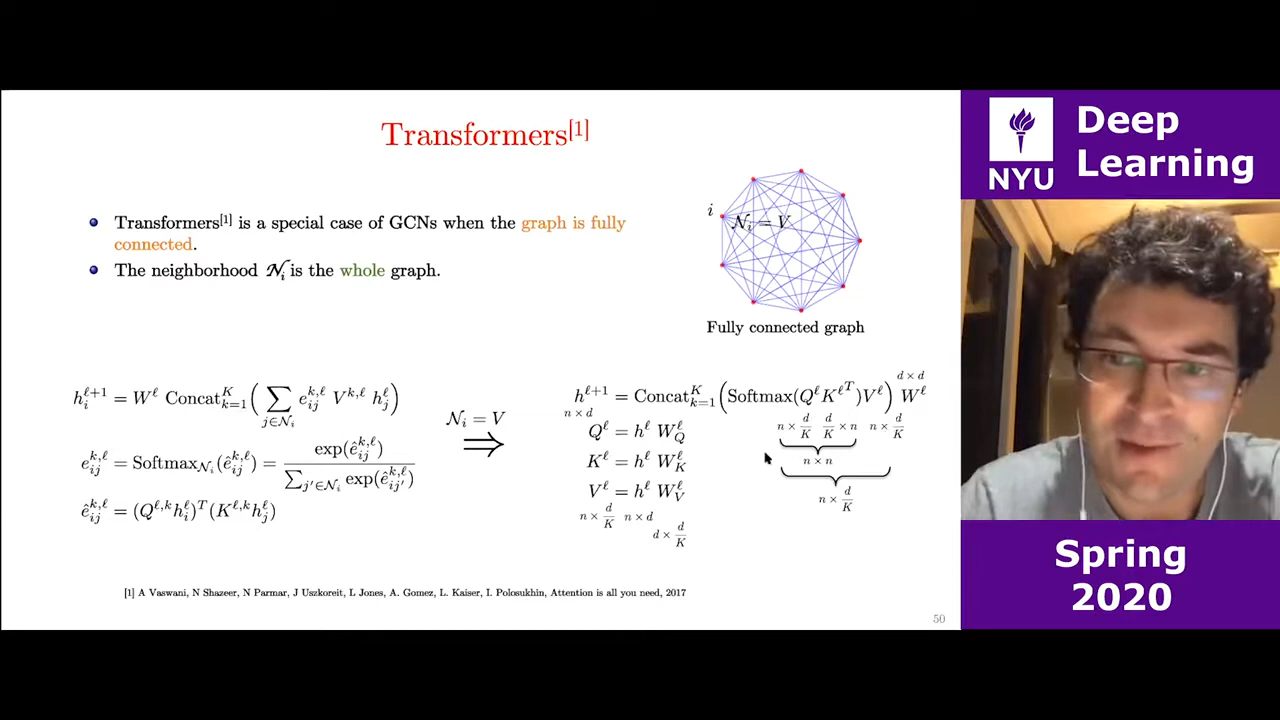 Transformers[1]
Transformers[1] is a special case of GCNs when the graph is fully
connected.
The neighborhood 𝒩_i is the whole graph.
i
𝒩_i = V
Fully connected graph
h_i^{ℓ+1} = W^ℓ Concat_{k=1}^K ( ∑_{j∈𝒩_i} e_{ij}^{k,ℓ} V^{k,ℓ} h_j^ℓ )
e_{ij}^{k,ℓ} = Softmax_{𝒩_i}(ê_{ij}^{k,ℓ}) = exp(ê_{ij}^{k,ℓ}) / ∑_{j'∈𝒩_i} exp(ê_{ij'}^{k,ℓ})
ê_{ij}^{k,ℓ} = (Q^{ℓ,k} h_i^ℓ)^T (K^{ℓ,k} h_j^ℓ)
𝒩_i = V
⇒
d × d
h^{ℓ+1} = Concat_{k=1}^K ( Softmax(Q^ℓ K^{ℓT}) V^ℓ ) W^ℓ
n × d
n × d/K d/K × n n × d/K
Q^ℓ = h^ℓ W_Q^ℓ
K^ℓ = h^ℓ W_K^ℓ
n × n
V^ℓ = h^ℓ W_V^ℓ
n × d/K
n × d/K n × d
d × d/K
[1] A Vaswani, N Shazeer, N Parmar, J Uszkoreit, L Jones, A. Gomez, L. Kaiser, I. Polosukhin, Attention is all you need, 2017
50
NYU
Deep
Learning
Spring
2020